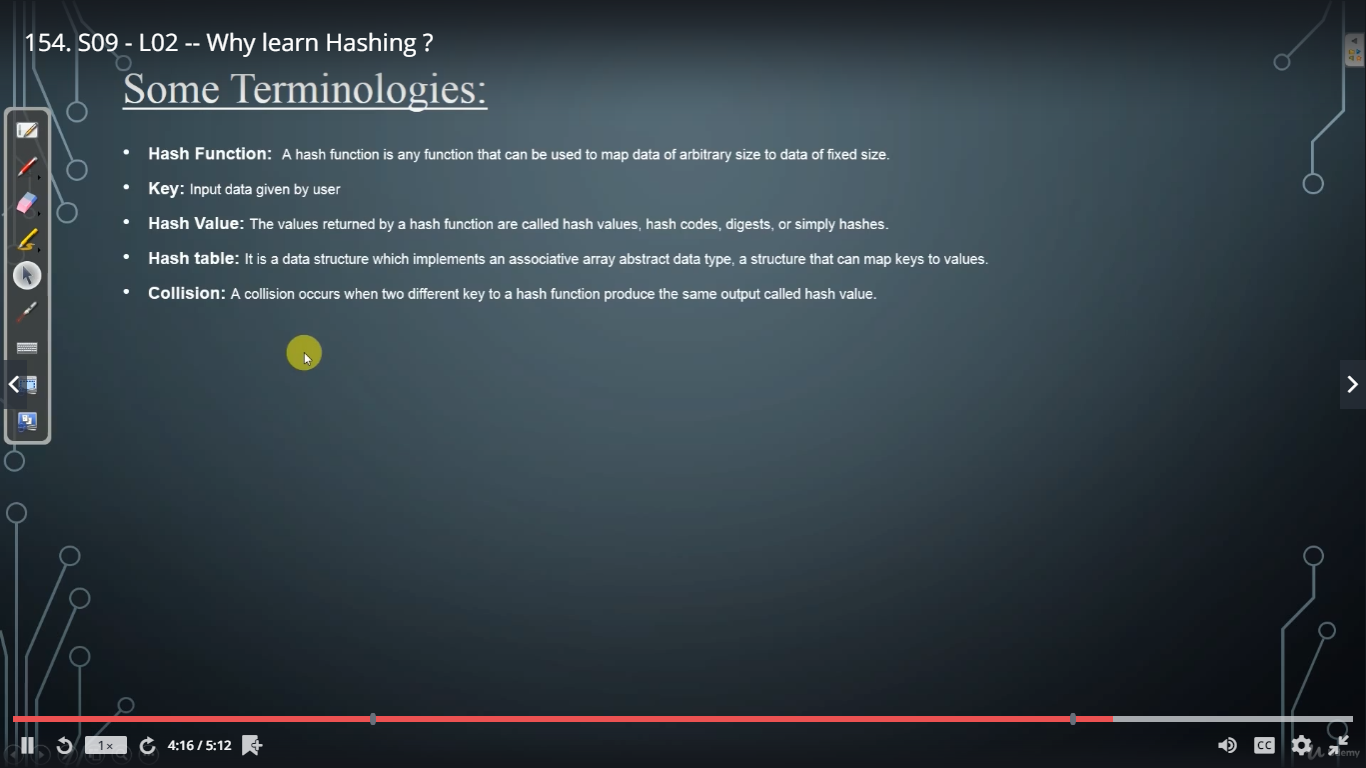 154. S09 - L02 -- Why learn Hashing ?
Some Terminologies:
• Hash Function: A hash function is any function that can be used to map data of arbitrary size to data of fixed size.
• Key: Input data given by user
• Hash Value: The values returned by a hash function are called hash values, hash codes, digests, or simply hashes.
• Hash table: It is a data structure which implements an associative array abstract data type, a structure that can map keys to values.
• Collision: A collision occurs when two different key to a hash function produce the same output called hash value.
1× 4:16 / 5:12 CC